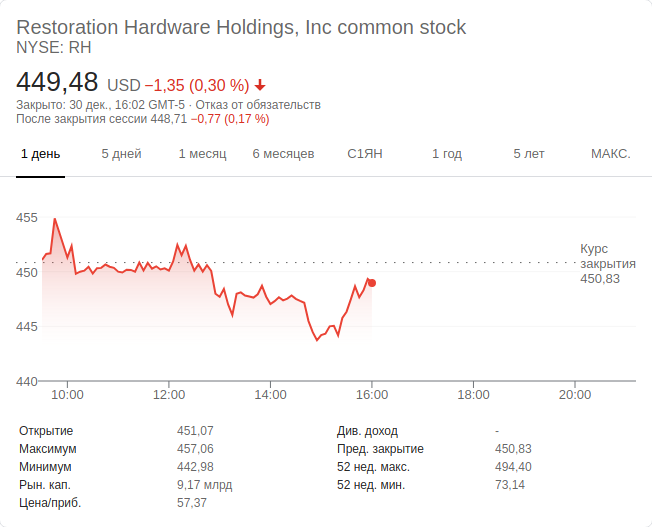 Restoration Hardware Holdings, Inc common stock
NYSE: RH
449,48 USD −1,35 (0,30 %)
Закрыто: 30 дек., 16:02 GMT-5 · Отказ от обязательств
После закрытия сессии 448,71 −0,77 (0,17 %)
1 день 5 дней 1 месяц 6 месяцев С1ЯН 1 год 5 лет МАКС.
455
Курс
закрытия
450,83
450
445
440
10:00 12:00 14:00 16:00 18:00 20:00
Открытие 451,07 Див. доход -
Максимум 457,06 Пред. закрытие 450,83
Минимум 442,98 52 нед. макс. 494,40
Рын. кап. 9,17 млрд 52 нед. мин. 73,14
Цена/приб. 57,37